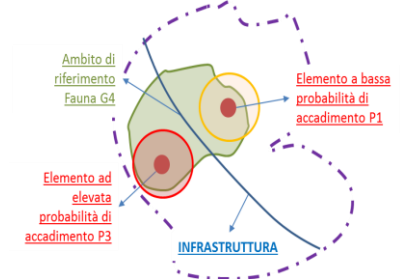 Ambito di
riferimento
Fauna G4
Elemento a bassa
probabilità di
accadimento P1
Elemento ad
elevata
probabilità di
accadimento P3
INFRASTRUTTURA